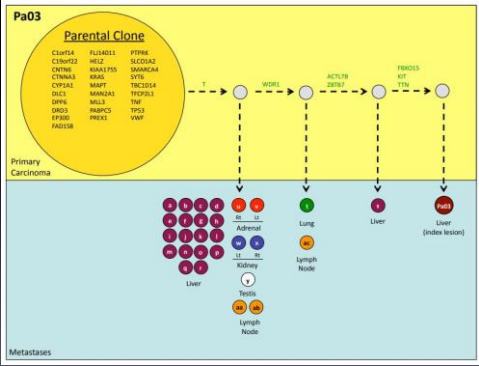 Pa03
Parental Clone
C1orf14 FLJ14011 PTPRK
C19orf22 HELZ SLCO1A2
CNTN6 KIAA1755 SMARCA4
CTNNA3 KRAS SYT6
CYP1A1 MAPT TBC1D14
DLC1 MAN2A1 TFCP2L1
DPP6 MLL3 TNF
DRD3 PABPC5 TP53
EP300 PREX1 VWF
FAD158
T
WDR1
ACTL7B
ZBTB7
FBXO15
KIT
TTN
Primary
Carcinoma
a b c d
e f g h
i j k l
m n o p
q r
Liver
u v
Rt Lt
Adrenal
w x
Lt Rt
Kidney
y
Testis
aa ab
Lymph
Node
t
Lung
ac
Lymph
Node
Liver
Pa03
Liver
(index lesion)
Metastases